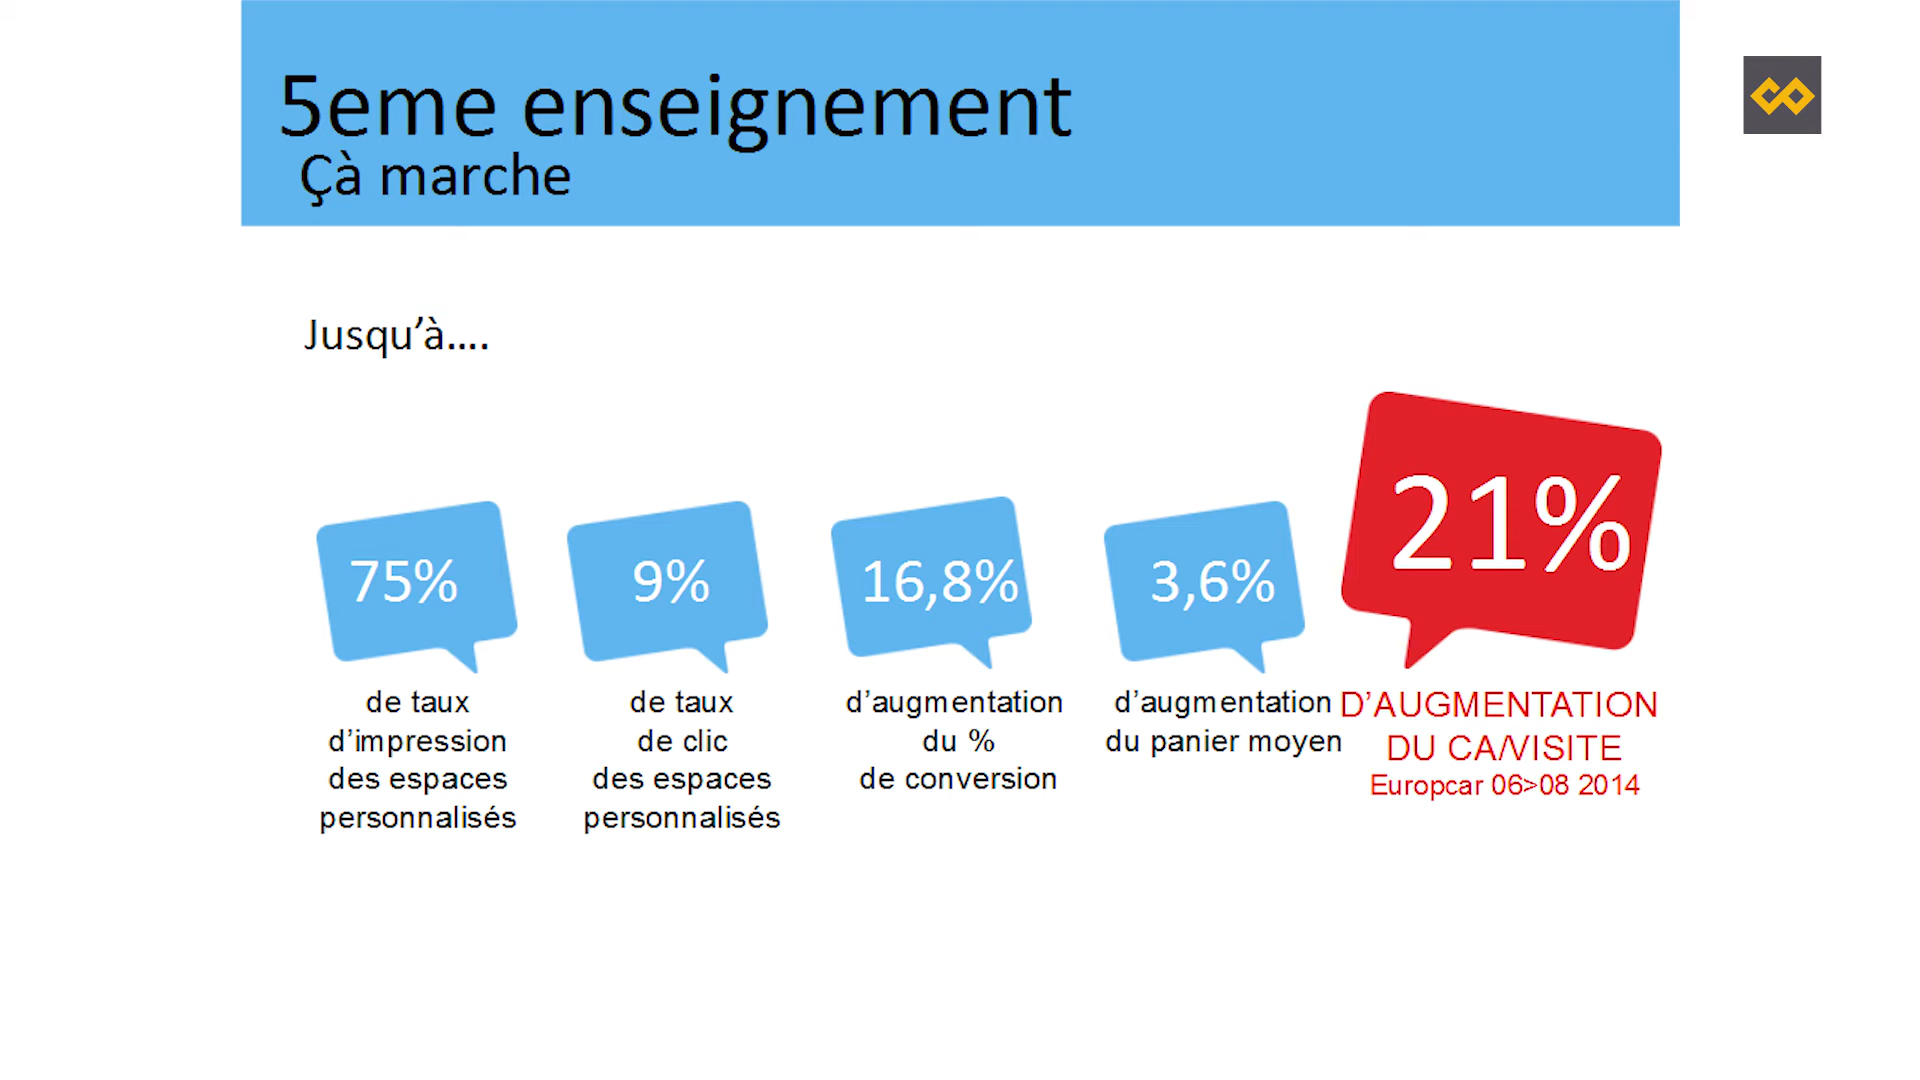 5eme enseignement
Çà marche
Jusqu’à....
75%
de taux
d’impression
des espaces
personnalisés
9%
de taux
de clic
des espaces
personnalisés
16,8%
d’augmentation
du %
de conversion
3,6%
d’augmentation
du panier moyen
21%
D’AUGMENTATION
DU CA/VISITE
Europcar 06>08 2014